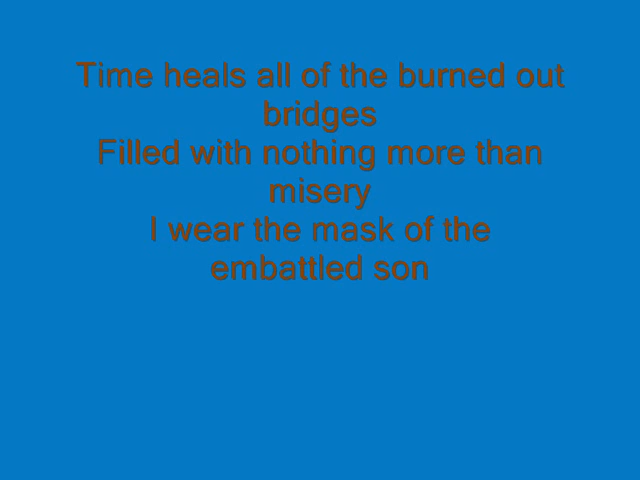 Time heals all of the burned out
bridges
Filled with nothing more than
misery
I wear the mask of the
embattled son